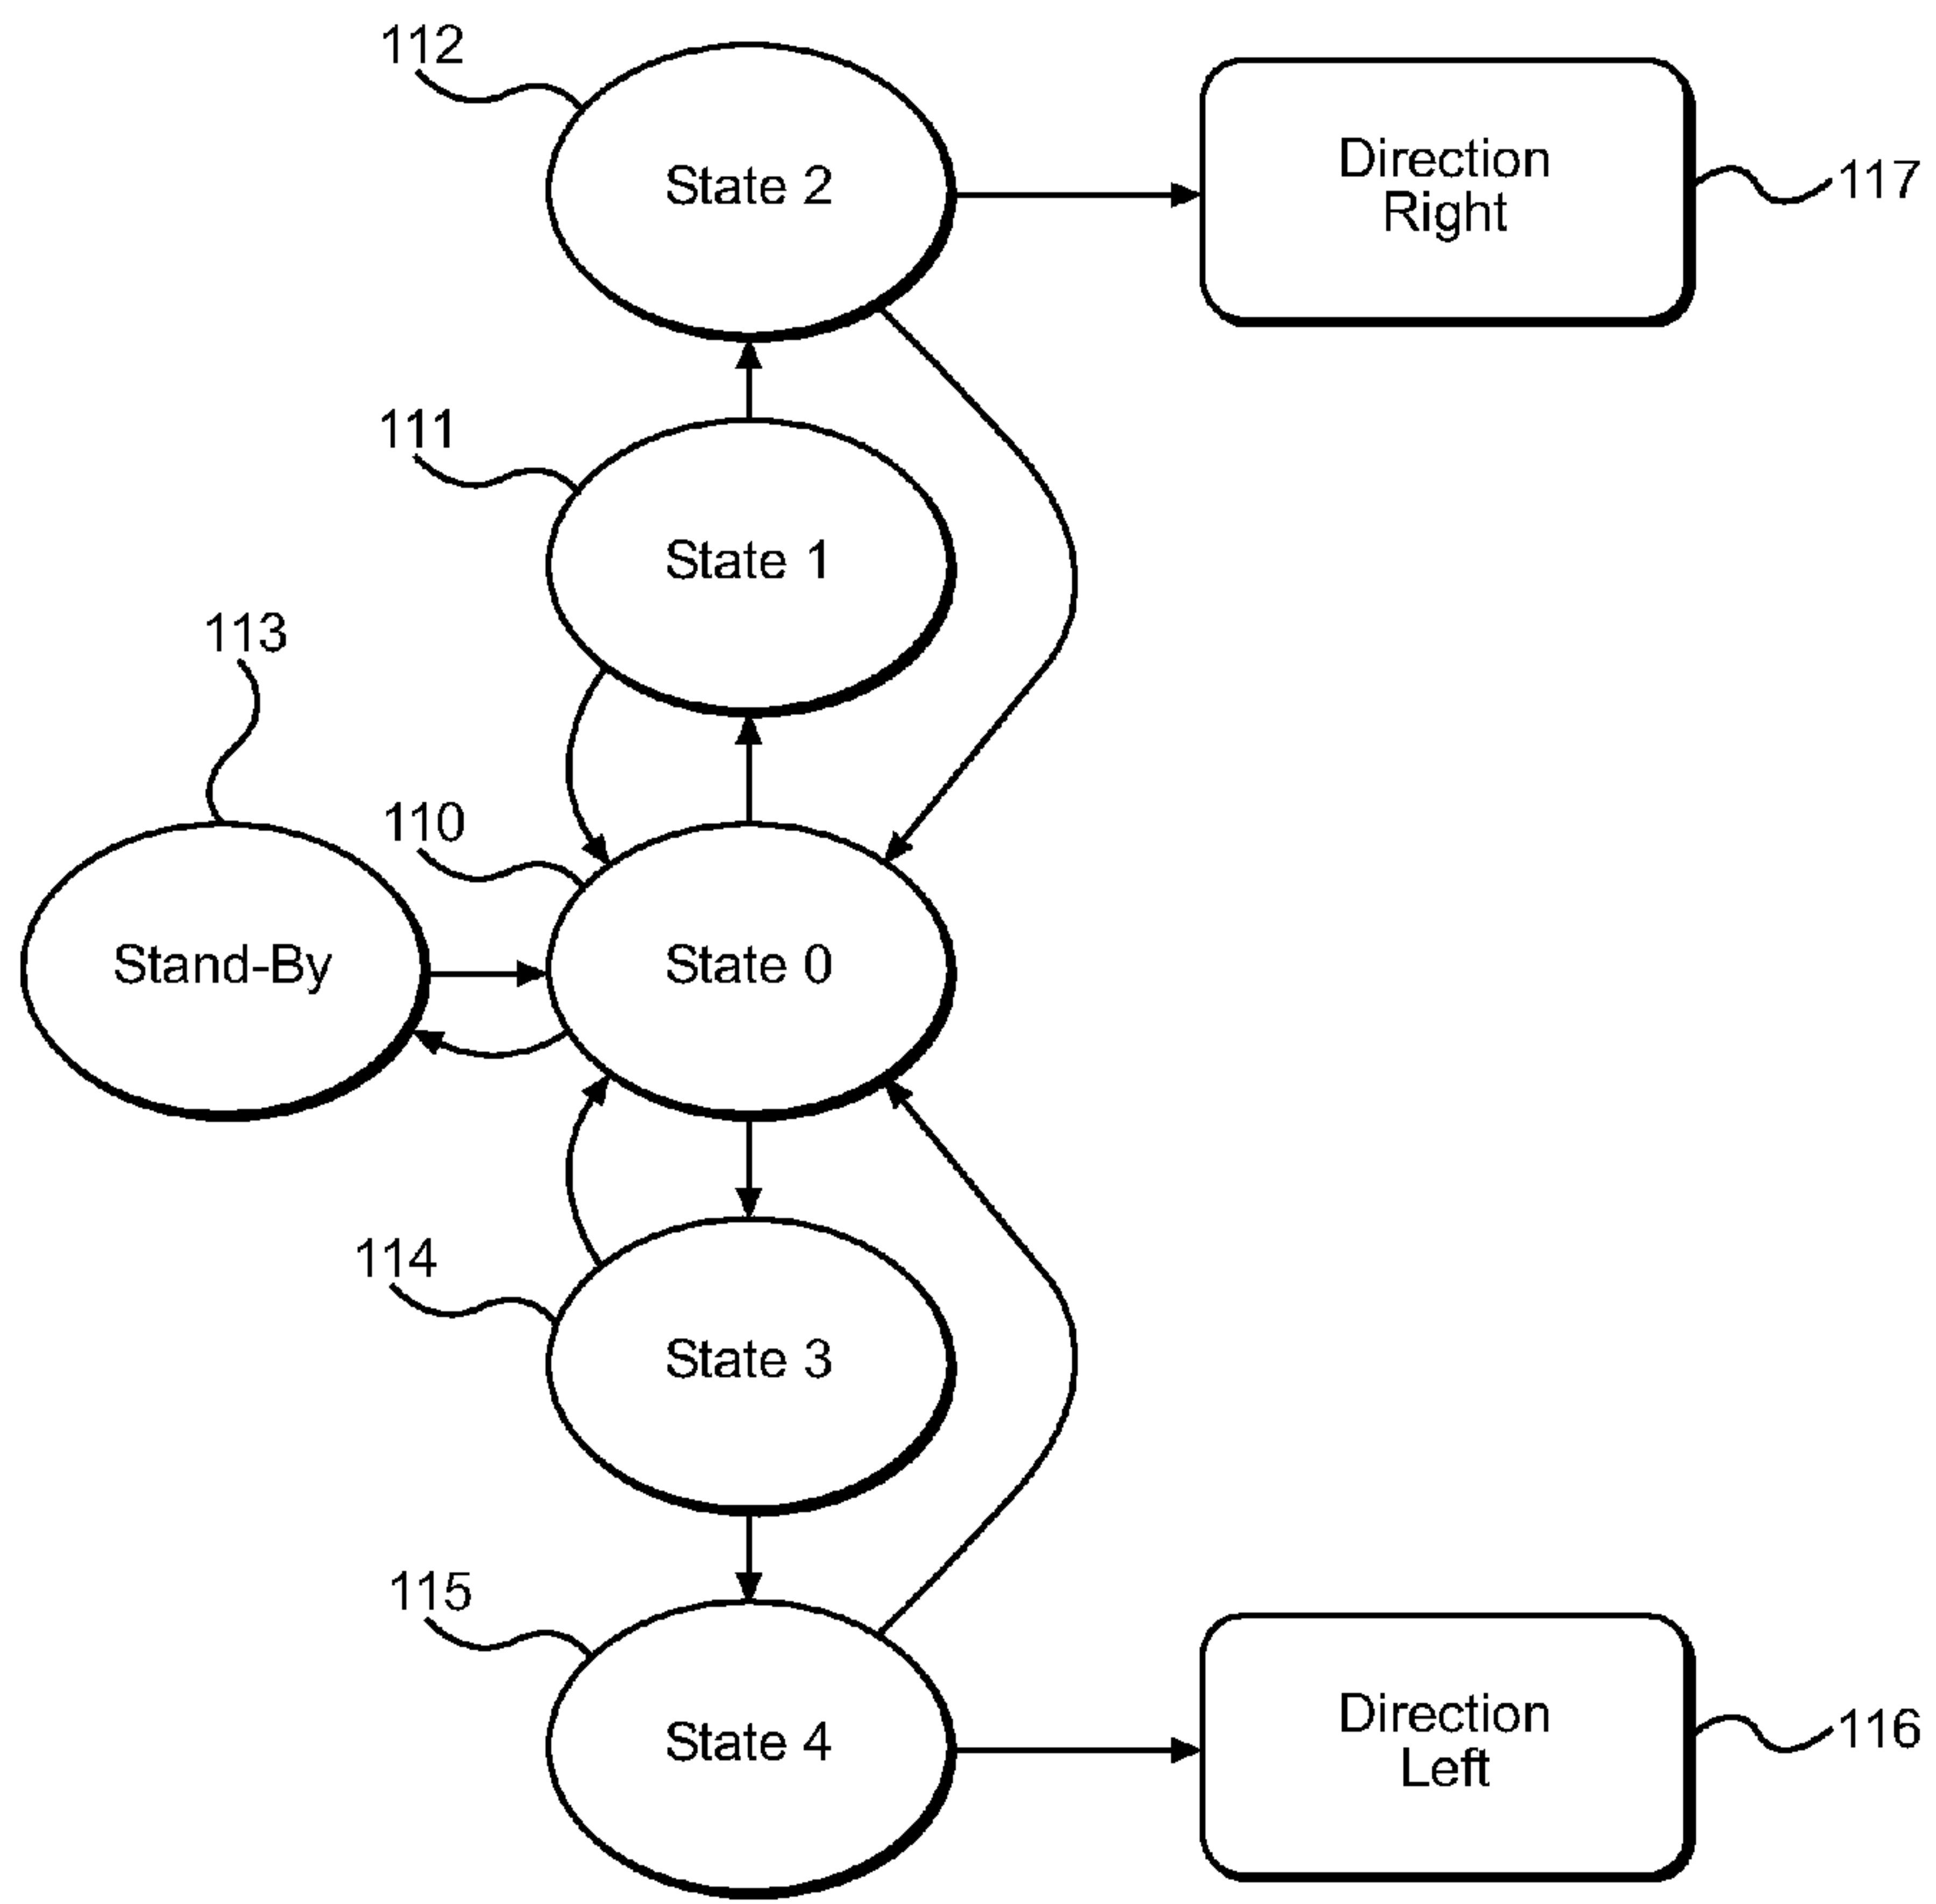 112
State 2
Direction
Right
117
111
State 1
113
110
Stand-By
State 0
114
State 3
115
State 4
Direction
Left
116